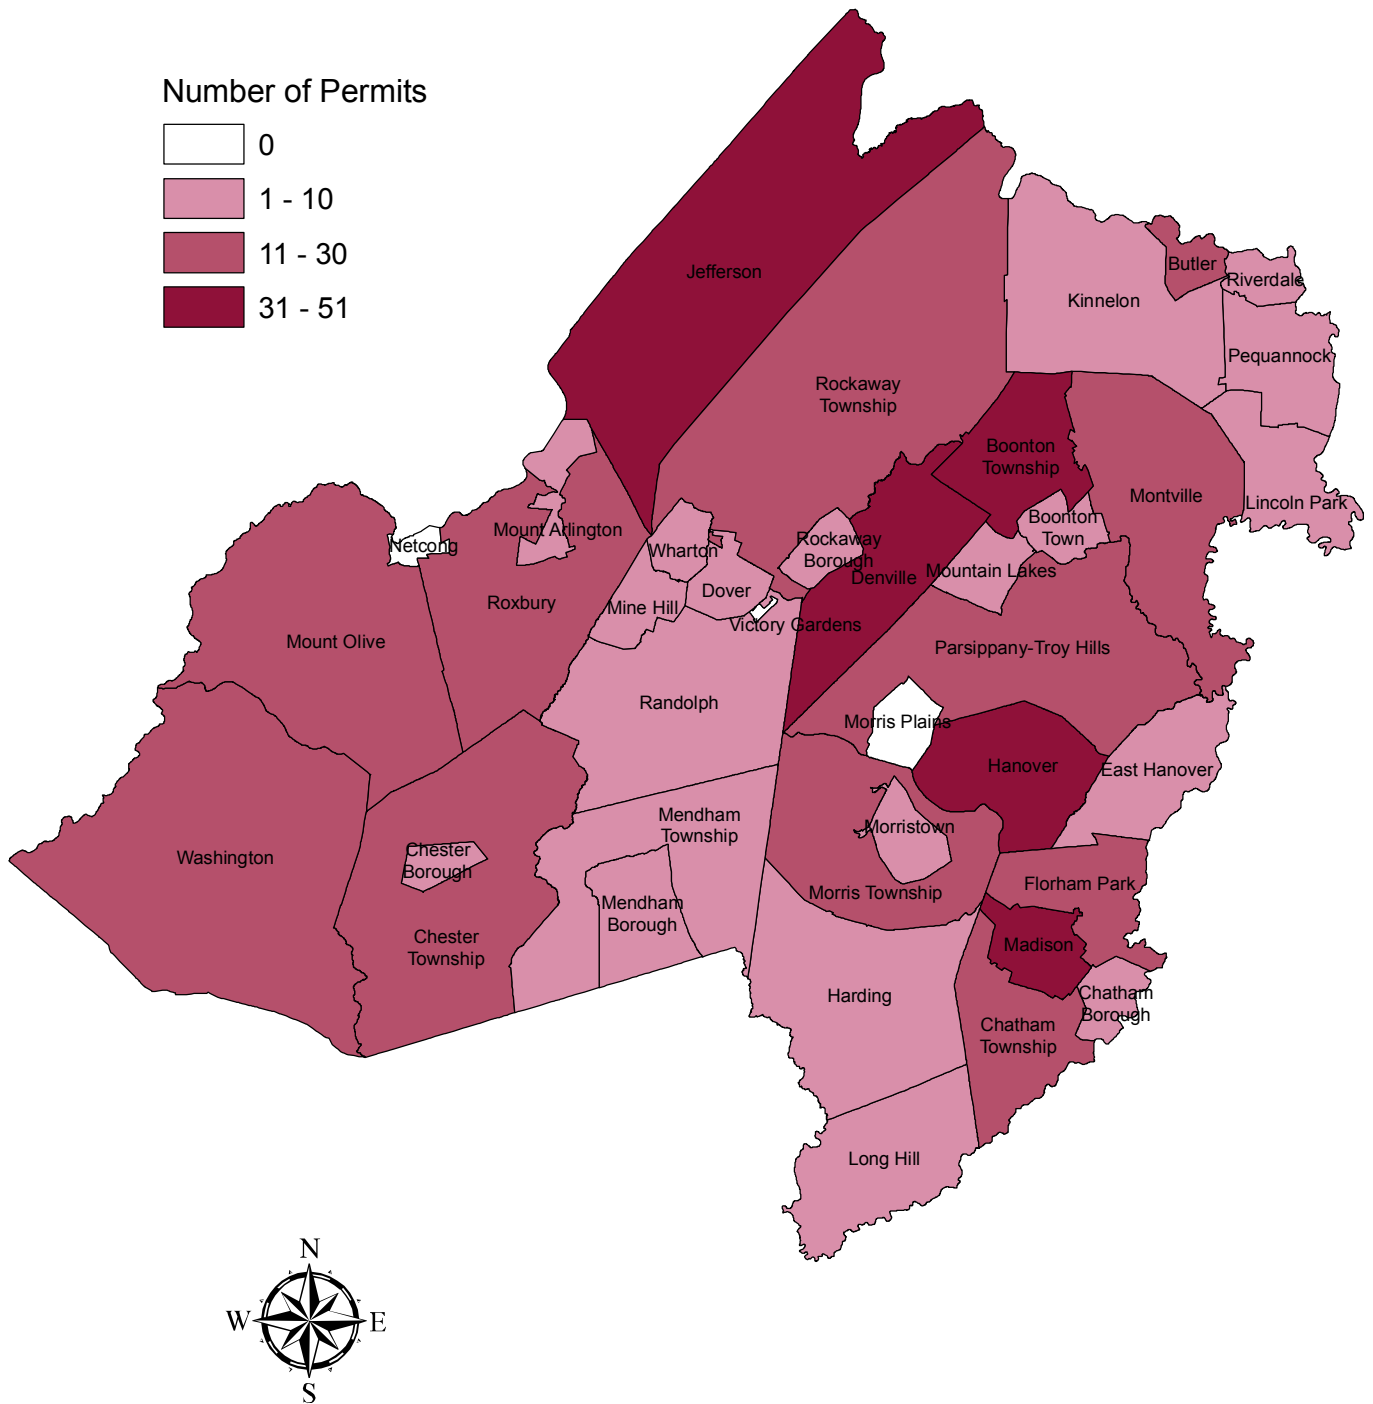 Number of Permits
0
1 - 10
11 - 30
31 - 51
Jefferson
Butler
Riverdale
Kinnelon
Pequannock
Rockaway
Township
Boonton
Township
Montville
Lincoln Park
Mount Arlington
Netcong
Wharton
Rockaway
Borough
Boonton
Town
Denville
Mountain Lakes
Dover
Mine Hill
Roxbury
Victory Gardens
Mount Olive
Parsippany-Troy Hills
Randolph
Morris Plains
Hanover
East Hanover
Mendham
Township
Morristown
Chester
Borough
Washington
Florham Park
Morris Township
Mendham
Borough
Chester
Township
Madison
Harding
Chatham
Borough
Chatham
Township
Long Hill
N
W
E
S